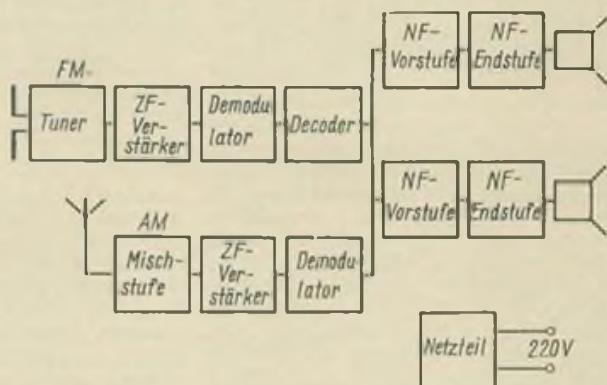 NF-
Vorstufe
NF-
Endstufe
FM-
Tuner
ZF-
Ver-
stärker
Demodu-
lator
Decoder
NF-
Vorstufe
NF-
Endstufe
AM
Misch-
stufe
ZF-
Ver-
stärker
Demodu-
lator
Netzteil
220V